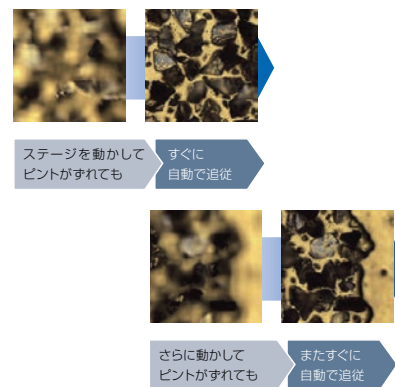 ステージを動かして
ピントがずれても
すぐに
自動で追従
さらに動かして
ピントがずれても
またすぐに
自動で追従